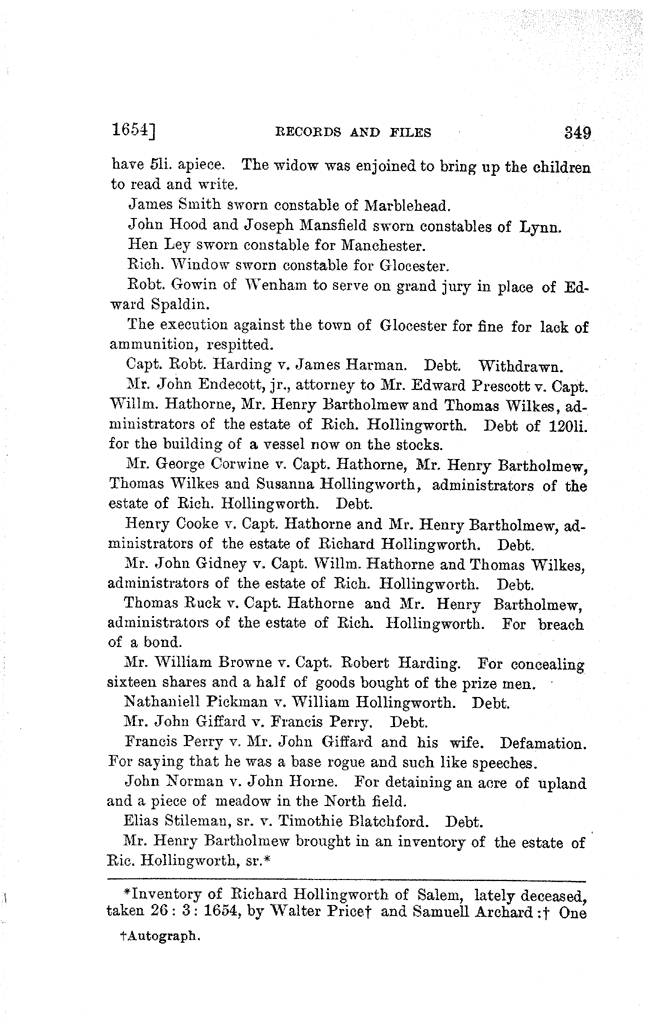 1654] RECORDS AND FILES 349
have 5li. apiece. The widow was enjoined to bring up the children
to read and write.
James Smith sworn constable of Marblehead.
John Hood and Joseph Mansfield sworn constables of Lynn.
Hen Ley sworn constable for Manchester.
Rich. Window sworn constable for Glocester.
Robt. Gowin of Wenham to serve on grand jury in place of Ed-
ward Spaldin.
The execution against the town of Glocester for fine for lack of
ammunition, respitted.
Capt. Robt. Harding v. James Harman. Debt. Withdrawn.
Mr. John Endecott, jr., attorney to Mr. Edward Prescott v. Capt.
Willm. Hathorne, Mr. Henry Bartholmew and Thomas Wilkes, ad-
ministrators of the estate of Rich. Hollingworth. Debt of 120li.
for the building of a vessel now on the stocks.
Mr. George Corwine v. Capt. Hathorne, Mr. Henry Bartholmew,
Thomas Wilkes and Susanna Hollingworth, administrators of the
estate of Rich. Hollingworth. Debt.
Henry Cooke v. Capt. Hathorne and Mr. Henry Bartholmew, ad-
ministrators of the estate of Richard Hollingworth. Debt.
Mr. John Gidney v. Capt. Willm. Hathorne and Thomas Wilkes,
administrators of the estate of Rich. Hollingworth. Debt.
Thomas Ruck v. Capt. Hathorne and Mr. Henry Bartholmew,
administrators of the estate of Rich. Hollingworth. For breach
of a bond.
Mr. William Browne v. Capt. Robert Harding. For concealing
sixteen shares and a half of goods bought of the prize men.
Nathaniell Pickman v. William Hollingworth. Debt.
Mr. John Giffard v. Francis Perry. Debt.
Francis Perry v. Mr. John Giffard and his wife. Defamation.
For saying that he was a base rogue and such like speeches.
John Norman v. John Horne. For detaining an acre of upland
and a piece of meadow in the North field.
Elias Stileman, sr. v. Timothie Blatchford. Debt.
Mr. Henry Bartholmew brought in an inventory of the estate of
Ric. Hollingworth, sr.*
*Inventory of Richard Hollingworth of Salem, lately deceased,
taken 26 : 3 : 1654, by Walter Price† and Samuell Archard :† One
†Autograph.